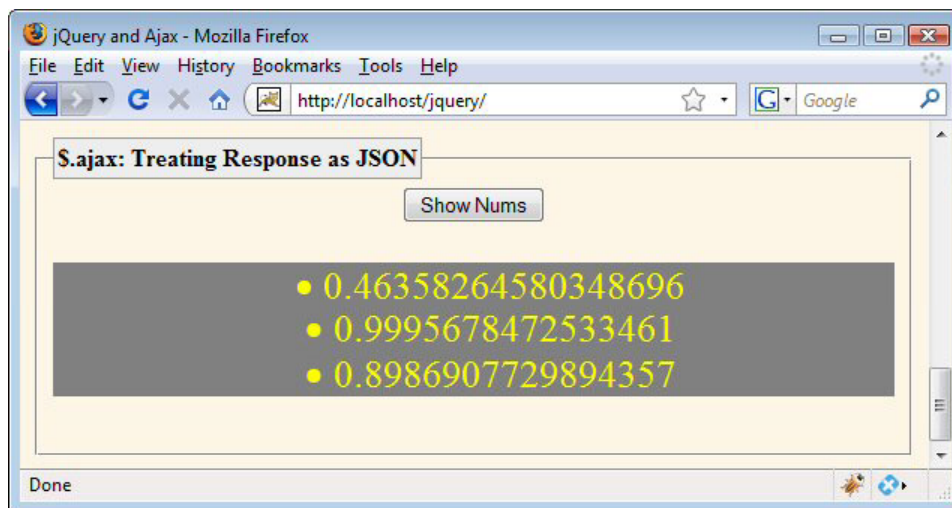 jQuery and Ajax - Mozilla Firefox
File Edit View History Bookmarks Tools Help
http://localhost/jquery/ G Google
$.ajax: Treating Response as JSON
Show Nums
• 0.46358264580348696
• 0.9995678472533461
• 0.8986907729894357
Done